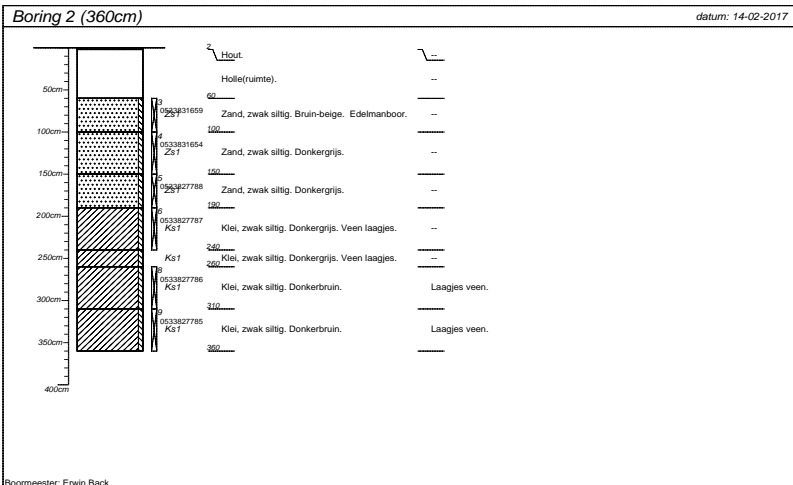 Boring 2 (360cm) datum: 14-02-2017
2 Hout. --
Holle(ruimte). --
50cm
60
3
0533831659
Zs1 Zand, zwak siltig. Bruin-beige. Edelmanboor. --
100cm 100
4
0533831654
Zs1 Zand, zwak siltig. Donkergrijs. --
150cm 150
5
0533827788
Zs1 Zand, zwak siltig. Donkergrijs. --
190
200cm 6
0533827787
Ks1 Klei, zwak siltig. Donkergrijs. Veen laagjes. --
240
250cm Ks1 Klei, zwak siltig. Donkergrijs. Veen laagjes. --
260
8
0533827786
Ks1 Klei, zwak siltig. Donkerbruin. Laagjes veen.
300cm
310
9
0533827785
Ks1 Klei, zwak siltig. Donkerbruin. Laagjes veen.
350cm 360
400cm
Boormeester: Erwin Back